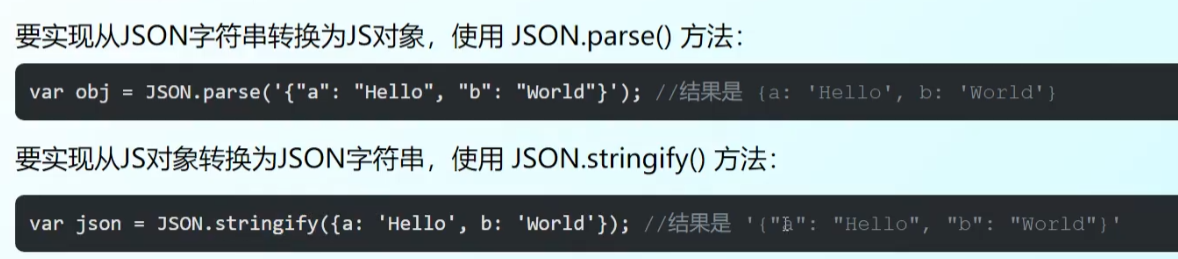 要实现从JSON字符串转换为JS对象，使用 JSON.parse() 方法：
var obj = JSON.parse('{"a": "Hello", "b": "World"}'); //结果是 {a: 'Hello', b: 'World'}
要实现从JS对象转换为JSON字符串，使用 JSON.stringify() 方法：
var json = JSON.stringify({a: 'Hello', b: 'World'}); //结果是 '{"a": "Hello", "b": "World"}'